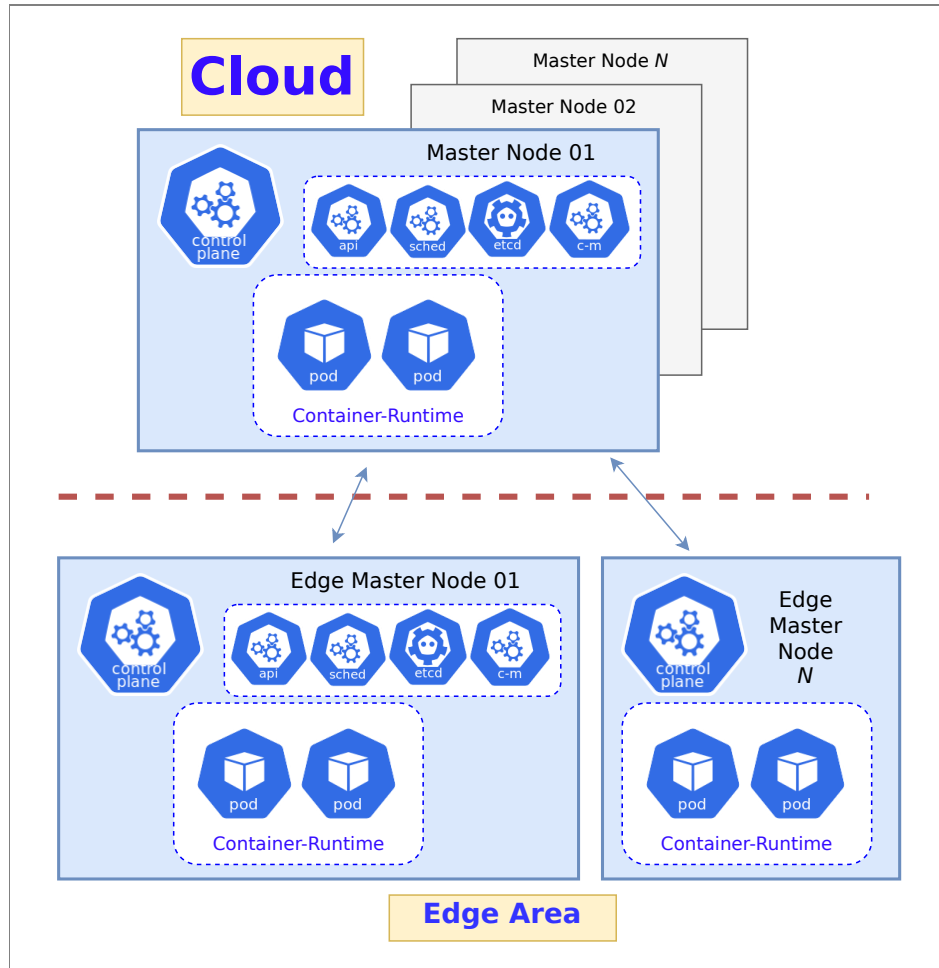 Cloud
Master Node N
Master Node 02
Master Node 01
control
plane
api
sched
etcd
c-m
pod
pod
Container-Runtime
Edge Master Node 01
control
plane
api
sched
etcd
c-m
pod
pod
Container-Runtime
Edge
Master
Node
N
control
plane
pod
pod
Container-Runtime
Edge Area